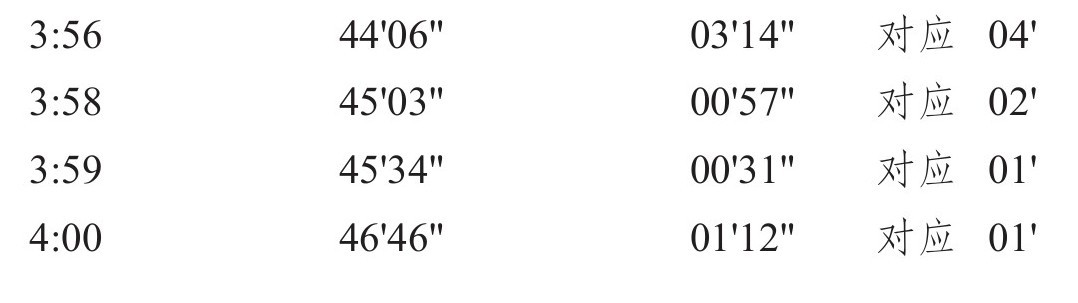 3:56 44'06" 03'14" 对应 04'
3:58 45'03" 00'57" 对应 02'
3:59 45'34" 00'31" 对应 01'
4:00 46'46" 01'12" 对应 01'